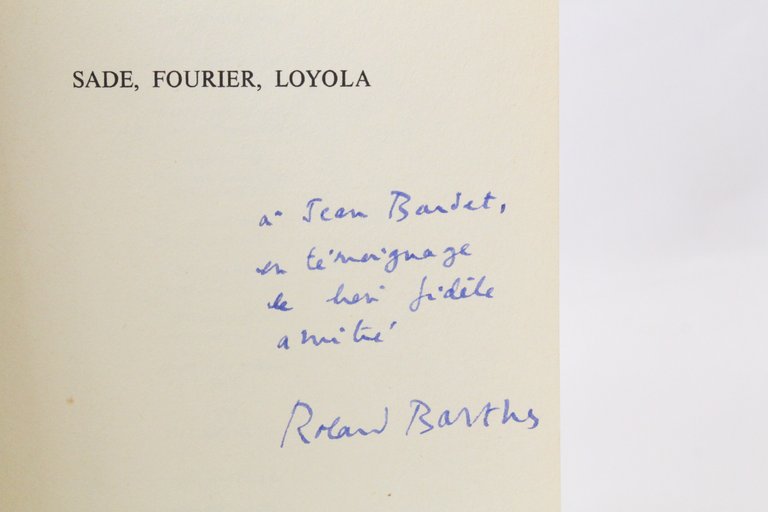 SADE, FOURIER, LOYOLA
à Jean Bardet,
en témoignage
de bien fidèle
amitié
Roland Barthes